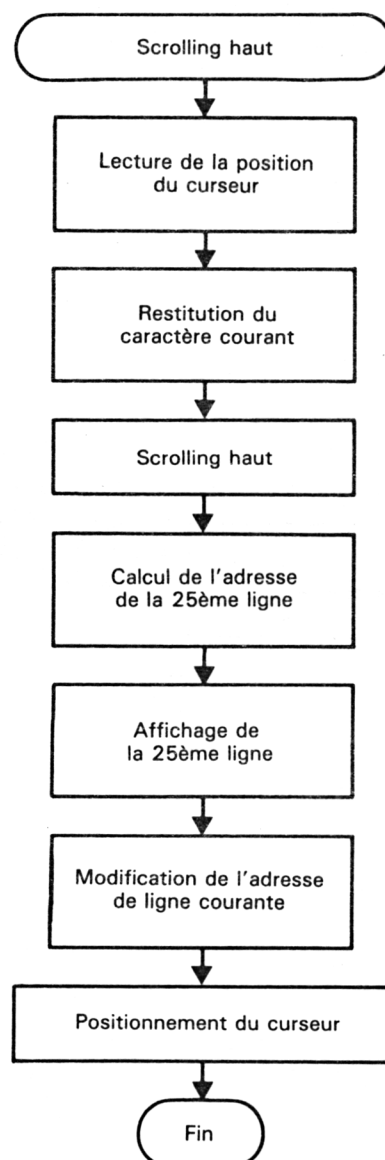 Scrolling haut
Lecture de la position
du curseur
Restitution du
caractère courant
Scrolling haut
Calcul de l'adresse
de la 25ème ligne
Affichage de
la 25ème ligne
Modification de l'adresse
de ligne courante
Positionnement du curseur
Fin